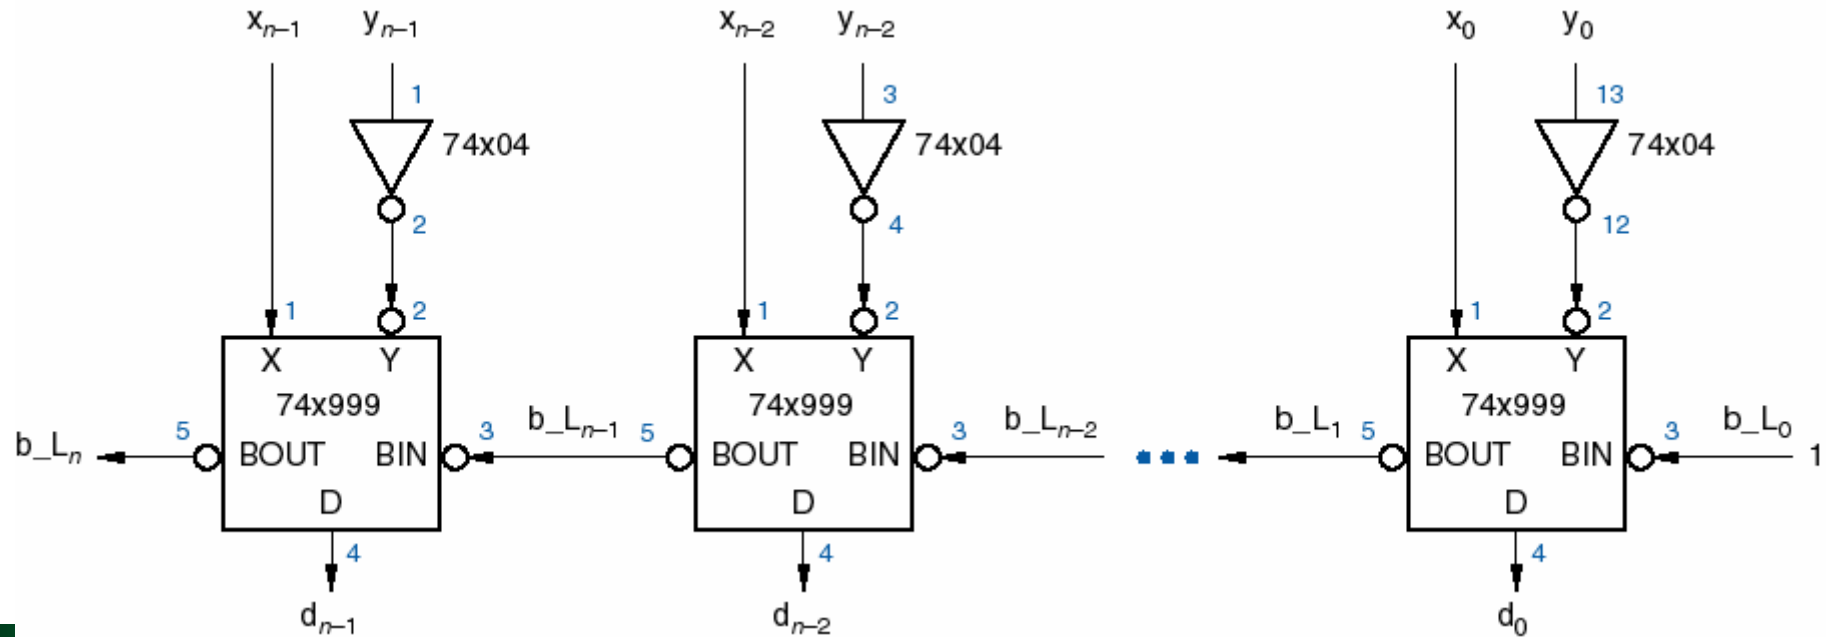 xₙ₋₁ yₙ₋₁ xₙ₋₂ yₙ₋₂ x₀ y₀
1 3 13
74x04 74x04 74x04
2 4 12
1 2 1 2 1 2
X Y X Y X Y
74x999 74x999 74x999
b_Lₙ 5 BOUT BIN 3 b_Lₙ₋₁ 5 BOUT BIN 3 b_Lₙ₋₂ b_L₁ 5 BOUT BIN 3 b_L₀ 1
D D D
4 4 4
dₙ₋₁ dₙ₋₂ d₀